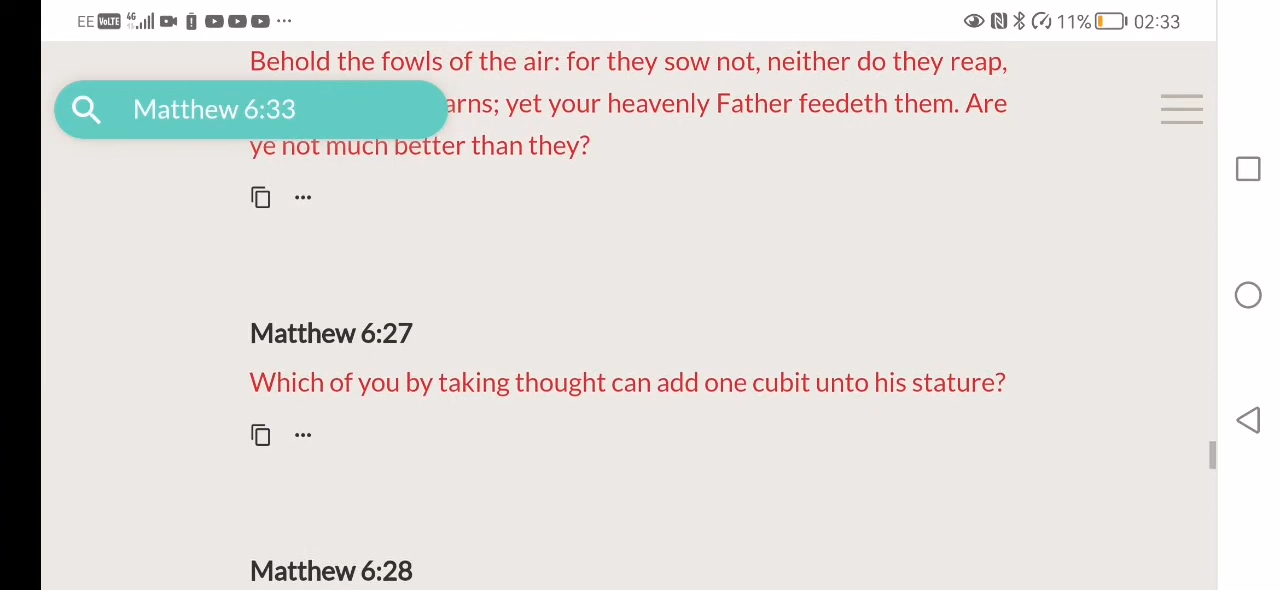 EE VoLTE 4G ... 11% 02:33
Behold the fowls of the air: for they sow not, neither do they reap,
Matthew 6:33
arns; yet your heavenly Father feedeth them. Are
ye not much better than they?
...
Matthew 6:27
Which of you by taking thought can add one cubit unto his stature?
...
Matthew 6:28